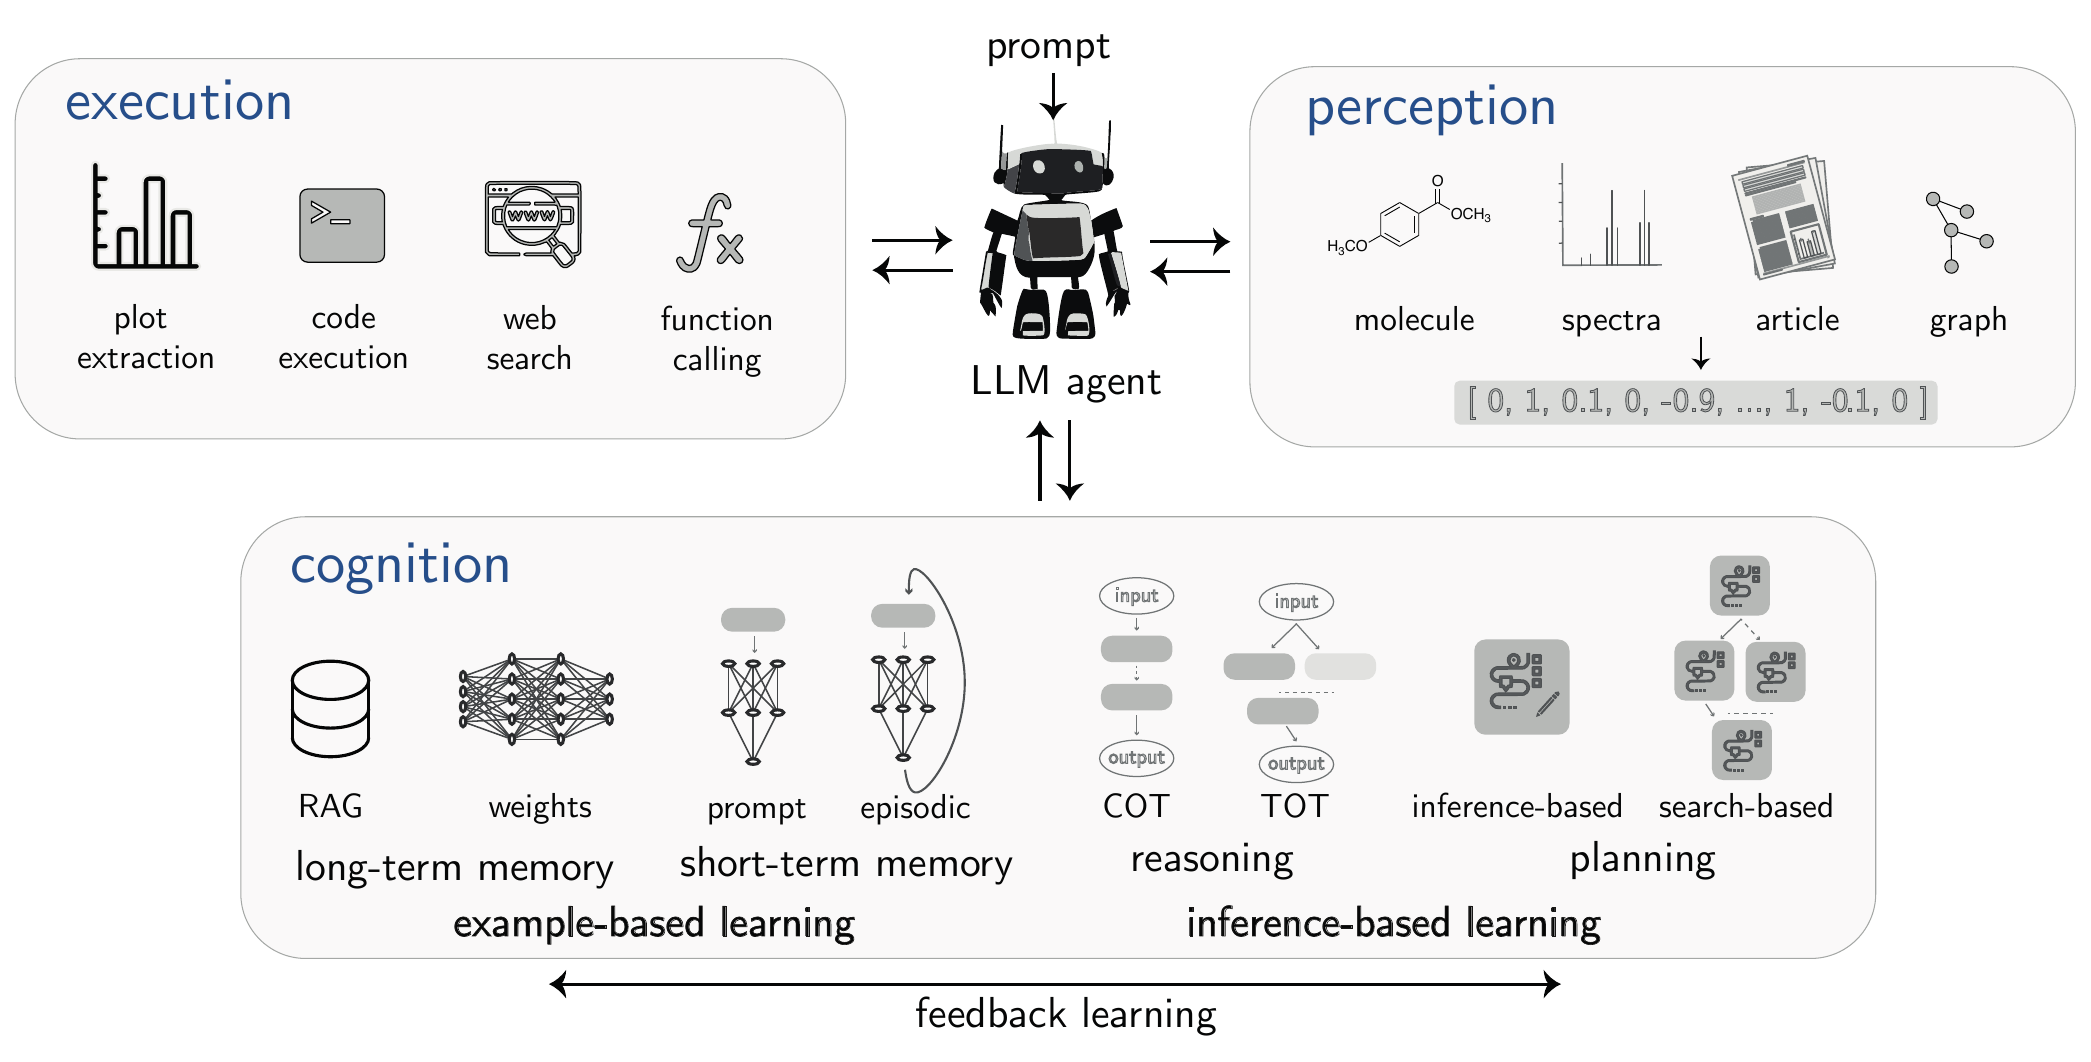 prompt
execution
>_
www
fx
plot
extraction
code
execution
web
search
function
calling
LLM agent
perception
O
OCH3
H3CO
molecule
spectra
article
graph
[ 0, 1, 0.1, 0, -0.9, ..., 1, -0.1, 0 ]
cognition
RAG
weights
prompt
episodic
input
output
COT
input
output
TOT
inference-based
search-based
long-term memory
short-term memory
reasoning
planning
example-based learning
inference-based learning
feedback learning